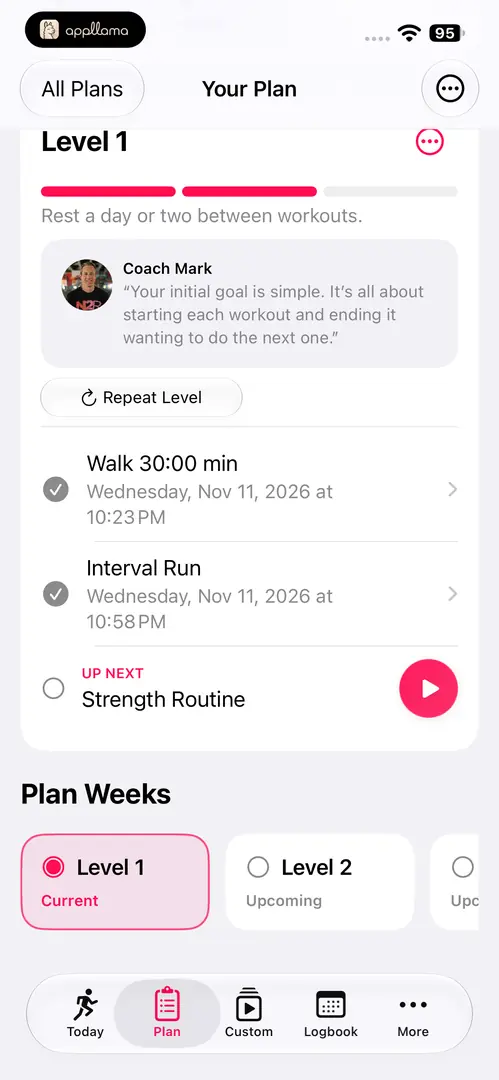 appllama
95
All Plans
Your Plan
Level 1
Rest a day or two between workouts.
Coach Mark
“Your initial goal is simple. It’s all about
starting each workout and ending it
wanting to do the next one.”
Repeat Level
Walk 30:00 min
Wednesday, Nov 11, 2026 at
10:23 PM
Interval Run
Wednesday, Nov 11, 2026 at
10:58 PM
UP NEXT
Strength Routine
Plan Weeks
Level 1
Current
Level 2
Upcoming
Upc
Today
Plan
Custom
Logbook
More